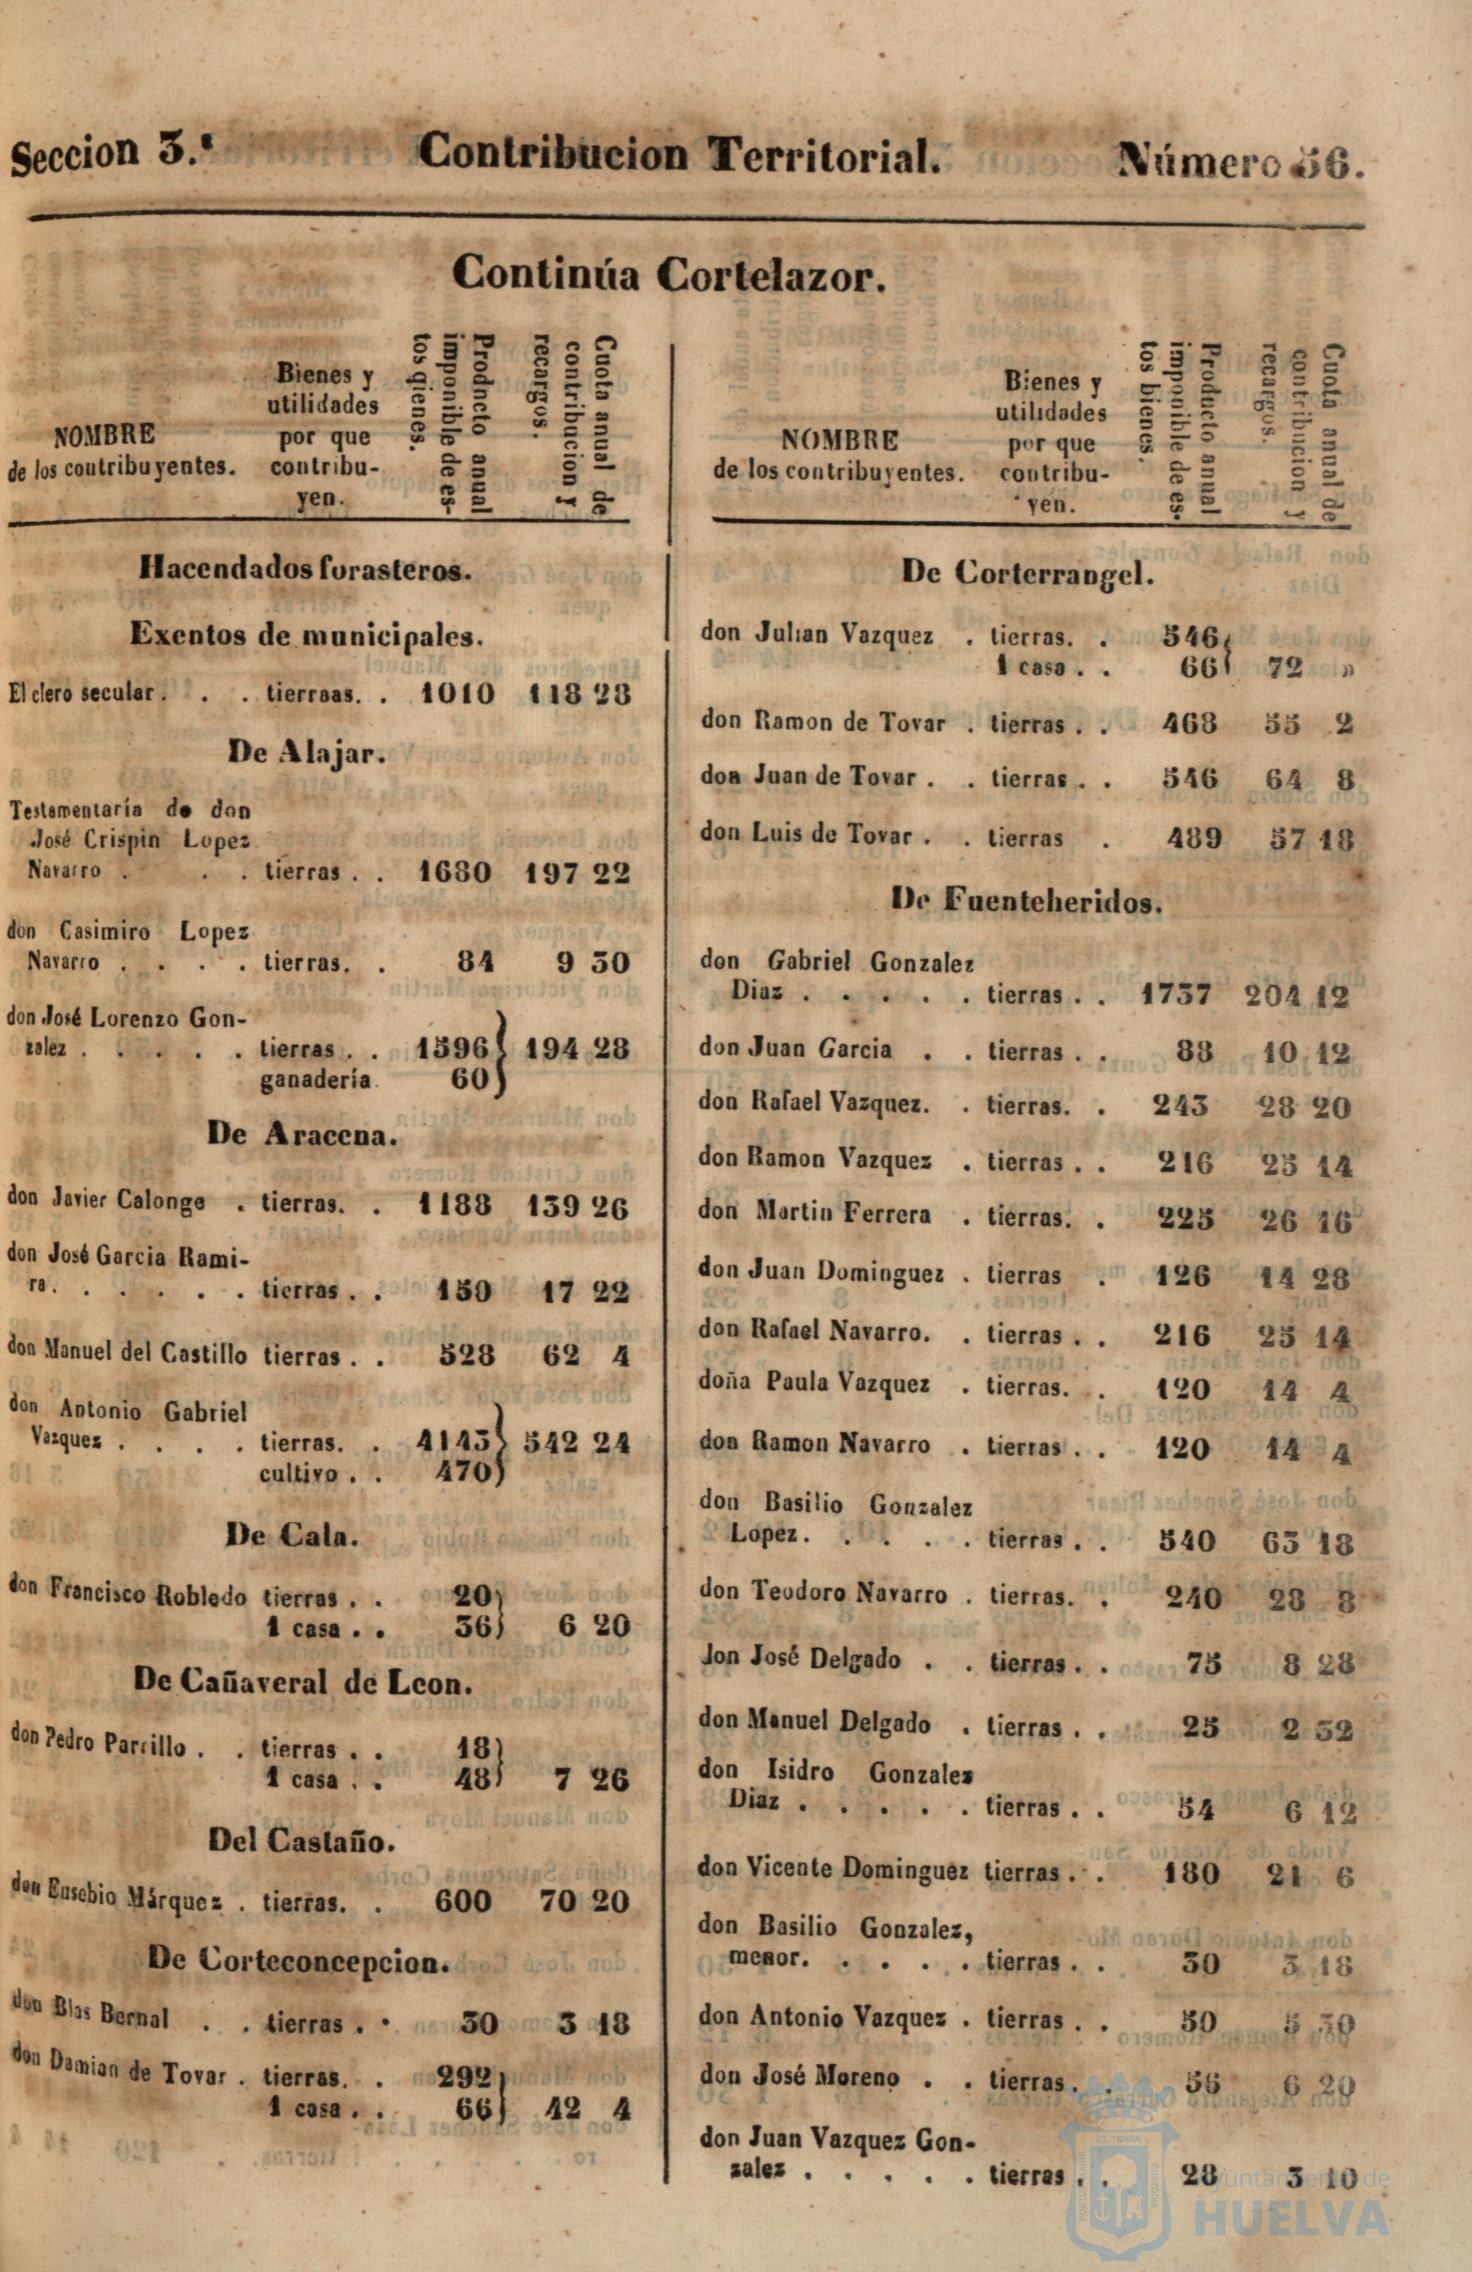 Seccion 3.ª Contribucion Territorial. Número 56.
Continúa Cortelazor.
NOMBRE
de los contribuyentes.
Bienes y
utilidades
por que
contribu-
yen.
Producto anual
imponible de es-
tos gienes.
Cuota anual de
contribucion y
recargos.
Hacendados forasteros.
Exentos de municipales.
El clero secular. . . tierraas. . 1010 118 28
De Alajar.
Testamentaría de don
José Crispin Lopez
Navarro . . . tierras . . 1680 197 22
don Casimiro Lopez
Navarro . . . . tierras. . 84 9 30
don José Lorenzo Gon-
zalez . . . . . tierras . . 1596 } 194 28
ganadería 60 }
De Aracena.
don Javier Calonge . tierras. . 1188 139 26
don José Garcia Rami-
ra. . . . . . tierras . . 150 17 22
don Manuel del Castillo tierras . . 528 62 4
don Antonio Gabriel
Vazquez . . . . tierras. . 4143 } 542 24
cultivo . . 470 }
De Cala.
don Francisco Robledo tierras . . 20 }
1 casa . . 36 } 6 20
De Cañaveral de Leon.
don Pedro Parrillo . . tierras . . 18 }
1 casa . . 48 } 7 26
Del Castaño.
don Eusebio Márquez . tierras. . 600 70 20
De Corteconcepcion.
don Blas Bernal . . tierras . . 30 3 18
don Damian de Tovar . tierras. . 292 }
1 casa . . 66 } 42 4
NOMBRE
de los contribuyentes.
Bienes y
utilidades
por que
contribu-
yen.
Producto anual
imponible de es-
tos bienes.
Cuota anual de
contribucion y
recargos.
De Corterrangel.
don Julian Vazquez . tierras. . 546 }
1 casa . . 66 } 72 »
don Ramon de Tovar . tierras . . 468 55 2
don Juan de Tovar . . tierras . . 546 64 8
don Luis de Tovar . . tierras . 489 57 18
De Fuenteheridos.
don Gabriel Gonzalez
Diaz . . . . . tierras . . 1737 204 12
don Juan Garcia . . tierras . . 88 10 12
don Rafael Vazquez. . tierras. . 243 28 20
don Ramon Vazquez . tierras . . 216 25 14
don Martin Ferrera . tierras. . 225 26 16
don Juan Dominguez . tierras . 126 14 28
don Rafael Navarro. . tierras . . 216 25 14
doña Paula Vazquez . tierras. . 120 14 4
don Ramon Navarro . tierras . . 120 14 4
don Basilio Gonzalez
Lopez. . . . . tierras . . 540 63 18
don Teodoro Navarro . tierras. . 240 28 8
don José Delgado . . tierras . . 75 8 28
don Manuel Delgado . tierras . . 25 2 32
don Isidro Gonzalez
Diaz . . . . . tierras . . 54 6 12
don Vicente Dominguez tierras . . 180 21 6
don Basilio Gonzalez,
menor. . . . . tierras . . 30 3 18
don Antonio Vazquez . tierras . . 50 5 30
don José Moreno . . tierras. . 56 6 20
don Juan Vazquez Gon-
zalez . . . . . tierras . . 28 3 10
Ayuntamiento de
HUELVA